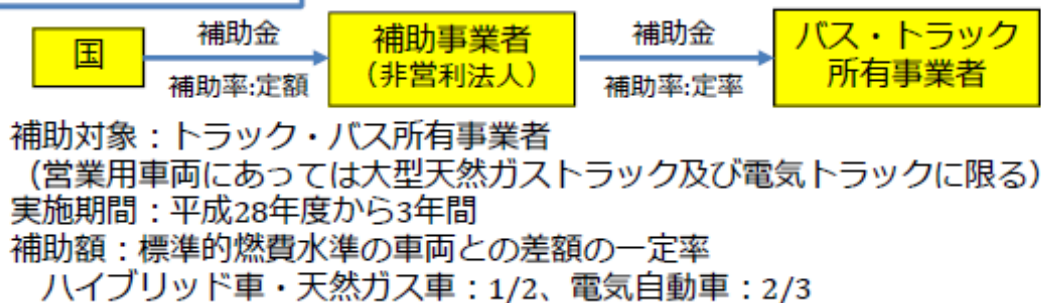 国
補助金
補助率:定額
補助事業者
（非営利法人）
補助金
補助率:定率
バス・トラック
所有事業者
補助対象：トラック・バス所有事業者
（営業用車両にあっては大型天然ガストラック及び電気トラックに限る）
実施期間：平成28年度から3年間
補助額：標準的燃費水準の車両との差額の一定率
ハイブリッド車・天然ガス車：1/2、電気自動車：2/3